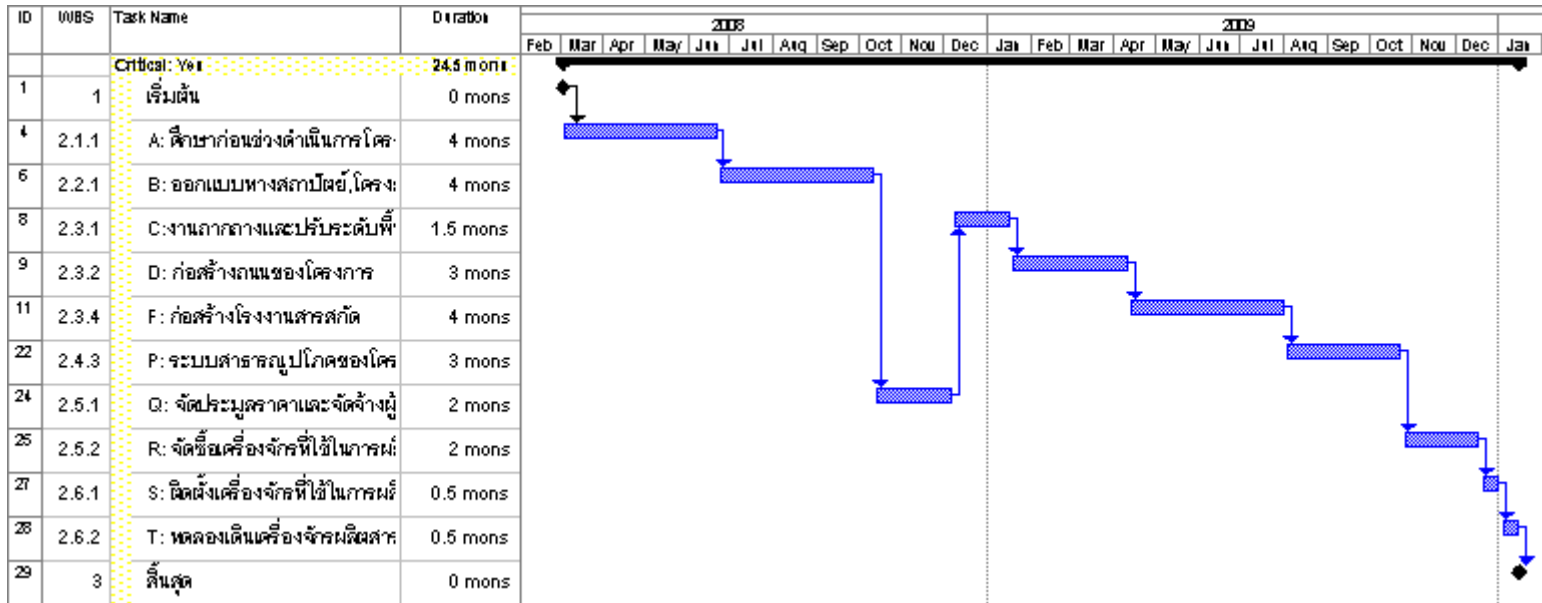 ID WBS Task Name Duration 2008 2009
Feb Mar Apr May Jun Jul Aug Sep Oct Nov Dec Jan Feb Mar Apr May Jun Jul Aug Sep Oct Nov Dec Jan
Critical: Yes 24.5 mons
1 1 เริ่มต้น 0 mons
4 2.1.1 A: ศึกษาก่อนช่วงดำเนินการโครง 4 mons
6 2.2.1 B: ออกแบบทางสถาปัตย์,โครง 4 mons
8 2.3.1 C:งานถากถางและปรับระดับพื้ 1.5 mons
9 2.3.2 D: ก่อสร้างถนนของโครงการ 3 mons
11 2.3.4 F: ก่อสร้างโรงงานสารสกัด 4 mons
22 2.4.3 P: ระบบสาธารณูปโภคของโคร 3 mons
24 2.5.1 Q: จัดประมูลราคาและจัดจ้างผู้ 2 mons
25 2.5.2 R: จัดซื้อเครื่องจักรที่ใช้ในการผ 2 mons
27 2.6.1 S: ติดตั้งเครื่องจักรที่ใช้ในการผลิ 0.5 mons
28 2.6.2 T: ทดลองเดินเครื่องจักรผลิตสาร 0.5 mons
29 3 สิ้นสุด 0 mons